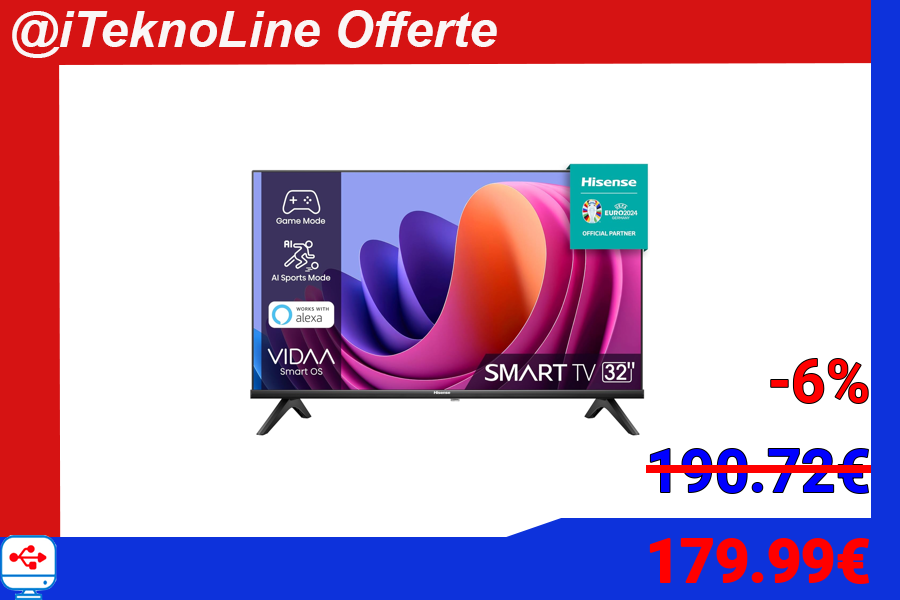 @iTeknoLine Offerte
Hisense
EURO2024
GERMANY
OFFICIAL PARTNER
Game Mode
AI
AI Sports Mode
WORKS WITH
alexa
VIDAA
Smart OS
SMART TV 32"
Hisense
-6%
190.72€
179.99€